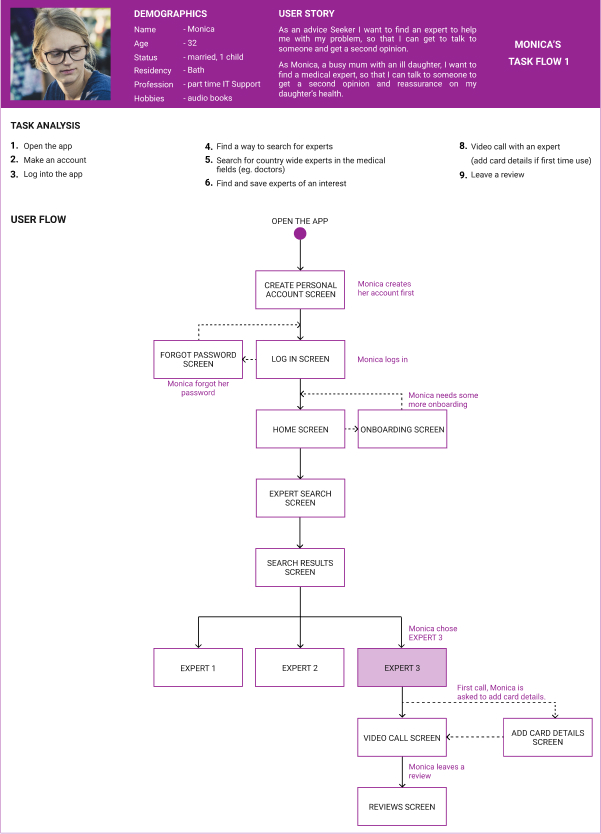 DEMOGRAPHICS
Name - Monica
Age - 32
Status - married, 1 child
Residency - Bath
Profession - part time IT Support
Hobbies - audio books
USER STORY
As an advice Seeker I want to find an expert to help
me with my problem, so that I can get to talk to
someone and get a second opinion.
As Monica, a busy mum with an ill daughter, I want to
find a medical expert, so that I can talk to someone to
get a second opinion and reassurance on my
daughter's health.
MONICA'S
TASK FLOW 1
TASK ANALYSIS
1. Open the app
2. Make an account
3. Log into the app
4. Find a way to search for experts
5. Search for country wide experts in the medical
fields (eg. doctors)
6. Find and save experts of an interest
8. Video call with an expert
(add card details if first time use)
9. Leave a review
USER FLOW
OPEN THE APP
CREATE PERSONAL
ACCOUNT SCREEN
Monica creates
her account first
FORGOT PASSWORD
SCREEN
LOG IN SCREEN
Monica logs in
Monica forgot her
password
Monica needs some
more onboarding
HOME SCREEN
ONBOARDING SCREEN
EXPERT SEARCH
SCREEN
SEARCH RESULTS
SCREEN
Monica chose
EXPERT 3
EXPERT 1
EXPERT 2
EXPERT 3
First call, Monica is
asked to add card details.
VIDEO CALL SCREEN
ADD CARD DETAILS
SCREEN
Monica leaves a
review
REVIEWS SCREEN